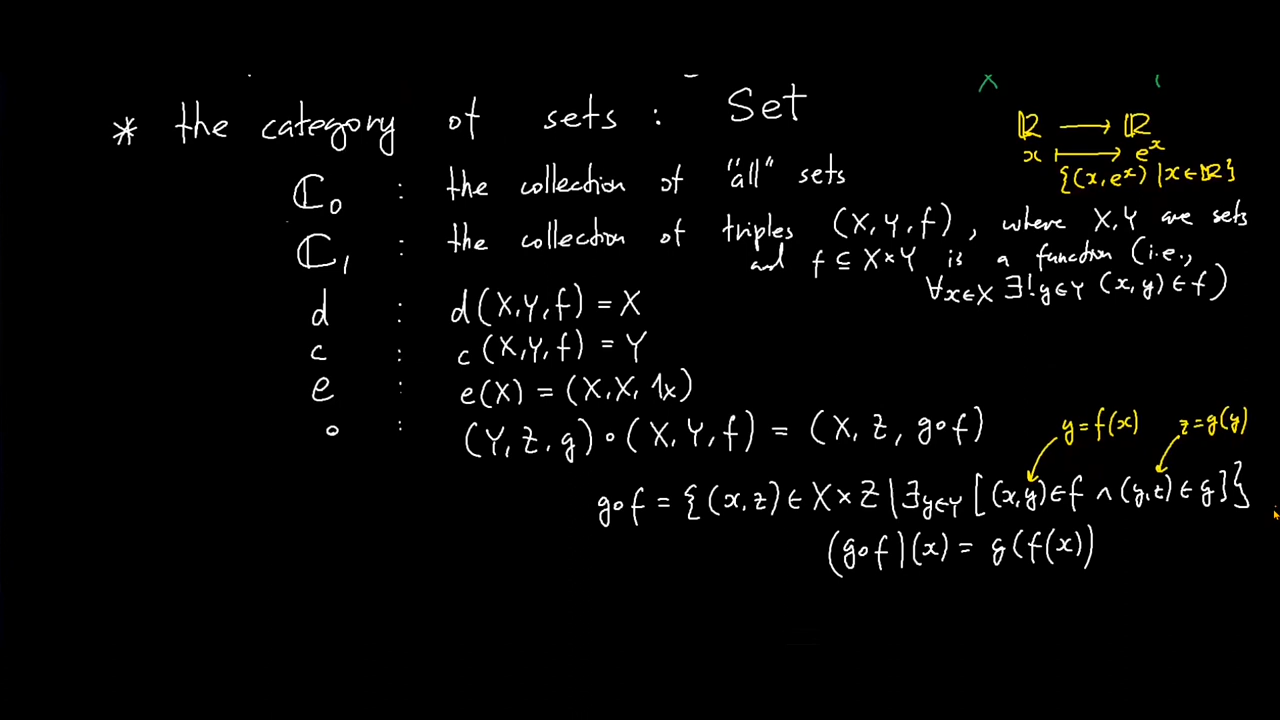 * the category of sets : Set
ℝ ⟶ ℝ
x ⟼ eˣ
{(x, eˣ) | x ∈ ℝ}
ℂ₀ : the collection of "all" sets
ℂ₁ : the collection of triples (X, Y, f), where X, Y are sets
and f ⊆ X×Y is a function (i.e.,
∀x∈X ∃!y∈Y (x, y) ∈ f)
d : d(X,Y,f) = X
c : c(X,Y,f) = Y
e : e(X) = (X, X, 1x)
∘ : (Y, Z, g) ∘ (X, Y, f) = (X, Z, g∘f)
y = f(x) z = g(y)
g∘f = {(x, z) ∈ X × Z | ∃y∈Y [(x,y) ∈ f ∧ (y,z) ∈ g]}
(g∘f)(x) = g(f(x))